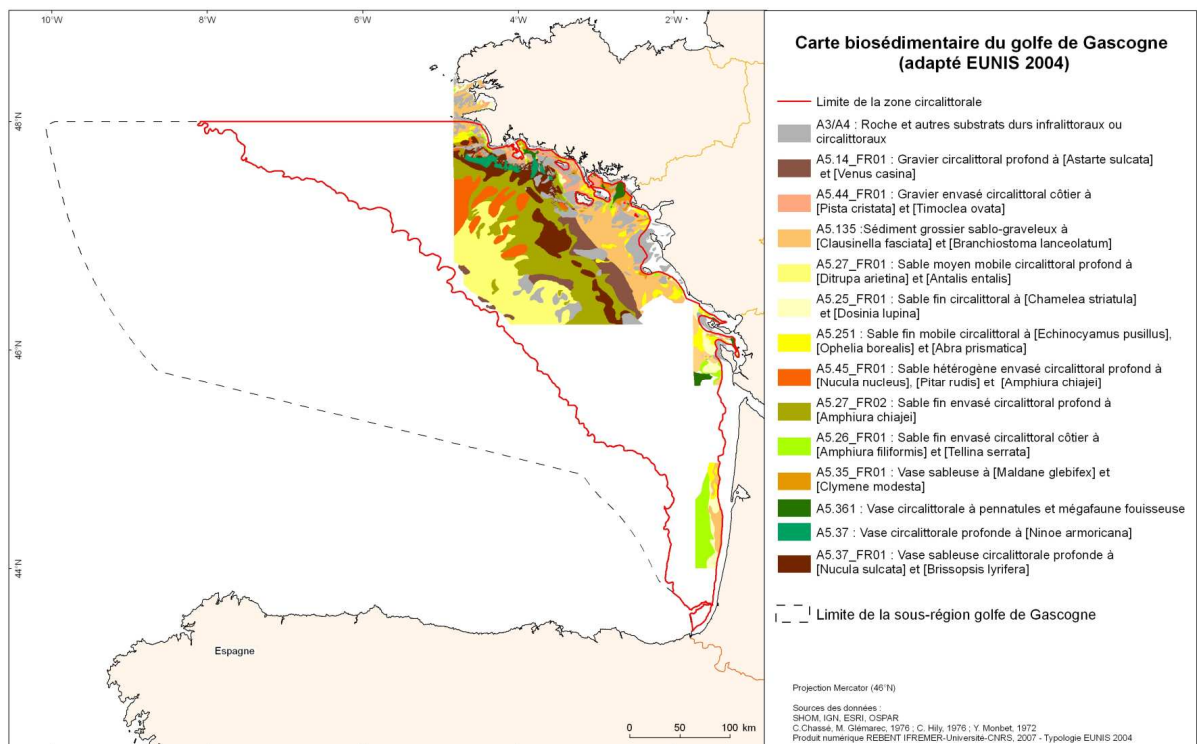 10°W
8°W
6°W
4°W
2°W
48°N
46°N
44°N
Espagne
0 50 100 km
Carte biosédimentaire du golfe de Gascogne
(adapté EUNIS 2004)
Limite de la zone circalittorale
A3/A4 : Roche et autres substrats durs infralittoraux ou
circalittoraux
A5.14_FR01 : Gravier circalittoral profond à [Astarte sulcata]
et [Venus casina]
A5.44_FR01 : Gravier envasé circalittoral côtier à
[Pista cristata] et [Timoclea ovata]
A5.135 :Sédiment grossier sablo-graveleux à
[Clausinella fasciata] et [Branchiostoma lanceolatum]
A5.27_FR01 : Sable moyen mobile circalittoral profond à
[Ditrupa arietina] et [Antalis entalis]
A5.25_FR01 : Sable fin circalittoral à [Chamelea striatula]
et [Dosinia lupina]
A5.251 : Sable fin mobile circalittoral à [Echinocyamus pusillus],
[Ophelia borealis] et [Abra prismatica]
A5.45_FR01 : Sable hétérogène envasé circalittoral profond à
[Nucula nucleus], [Pitar rudis] et [Amphiura chiajei]
A5.27_FR02 : Sable fin envasé circalittoral profond à
[Amphiura chiajei]
A5.26_FR01 : Sable fin envasé circalittoral côtier à
[Amphiura filiformis] et [Tellina serrata]
A5.35_FR01 : Vase sableuse à [Maldane glebifex] et
[Clymene modesta]
A5.361 : Vase circalittorale à pennatules et mégafaune fouisseuse
A5.37 : Vase circalittorale profonde à [Ninoe armoricana]
A5.37_FR01 : Vase sableuse circalittorale profonde à
[Nucula sulcata] et [Brissopsis lyrifera]
Limite de la sous-région golfe de Gascogne
Projection Mercator (46°N)
Sources des données :
SHOM, IGN, ESRI, OSPAR
C.Chassé, M. Glémarec, 1976 ; C. Hily, 1976 ; Y. Monbet, 1972
Produit numérique REBENT IFREMER-Université-CNRS, 2007 - Typologie EUNIS 2004